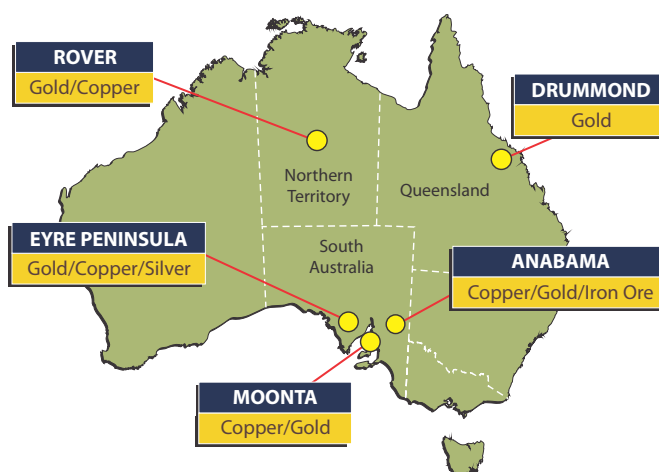 ROVER
Gold/Copper
DRUMMOND
Gold
Northern
Territory
Queensland
EYRE PENINSULA
Gold/Copper/Silver
South
Australia
ANABAMA
Copper/Gold/Iron Ore
MOONTA
Copper/Gold